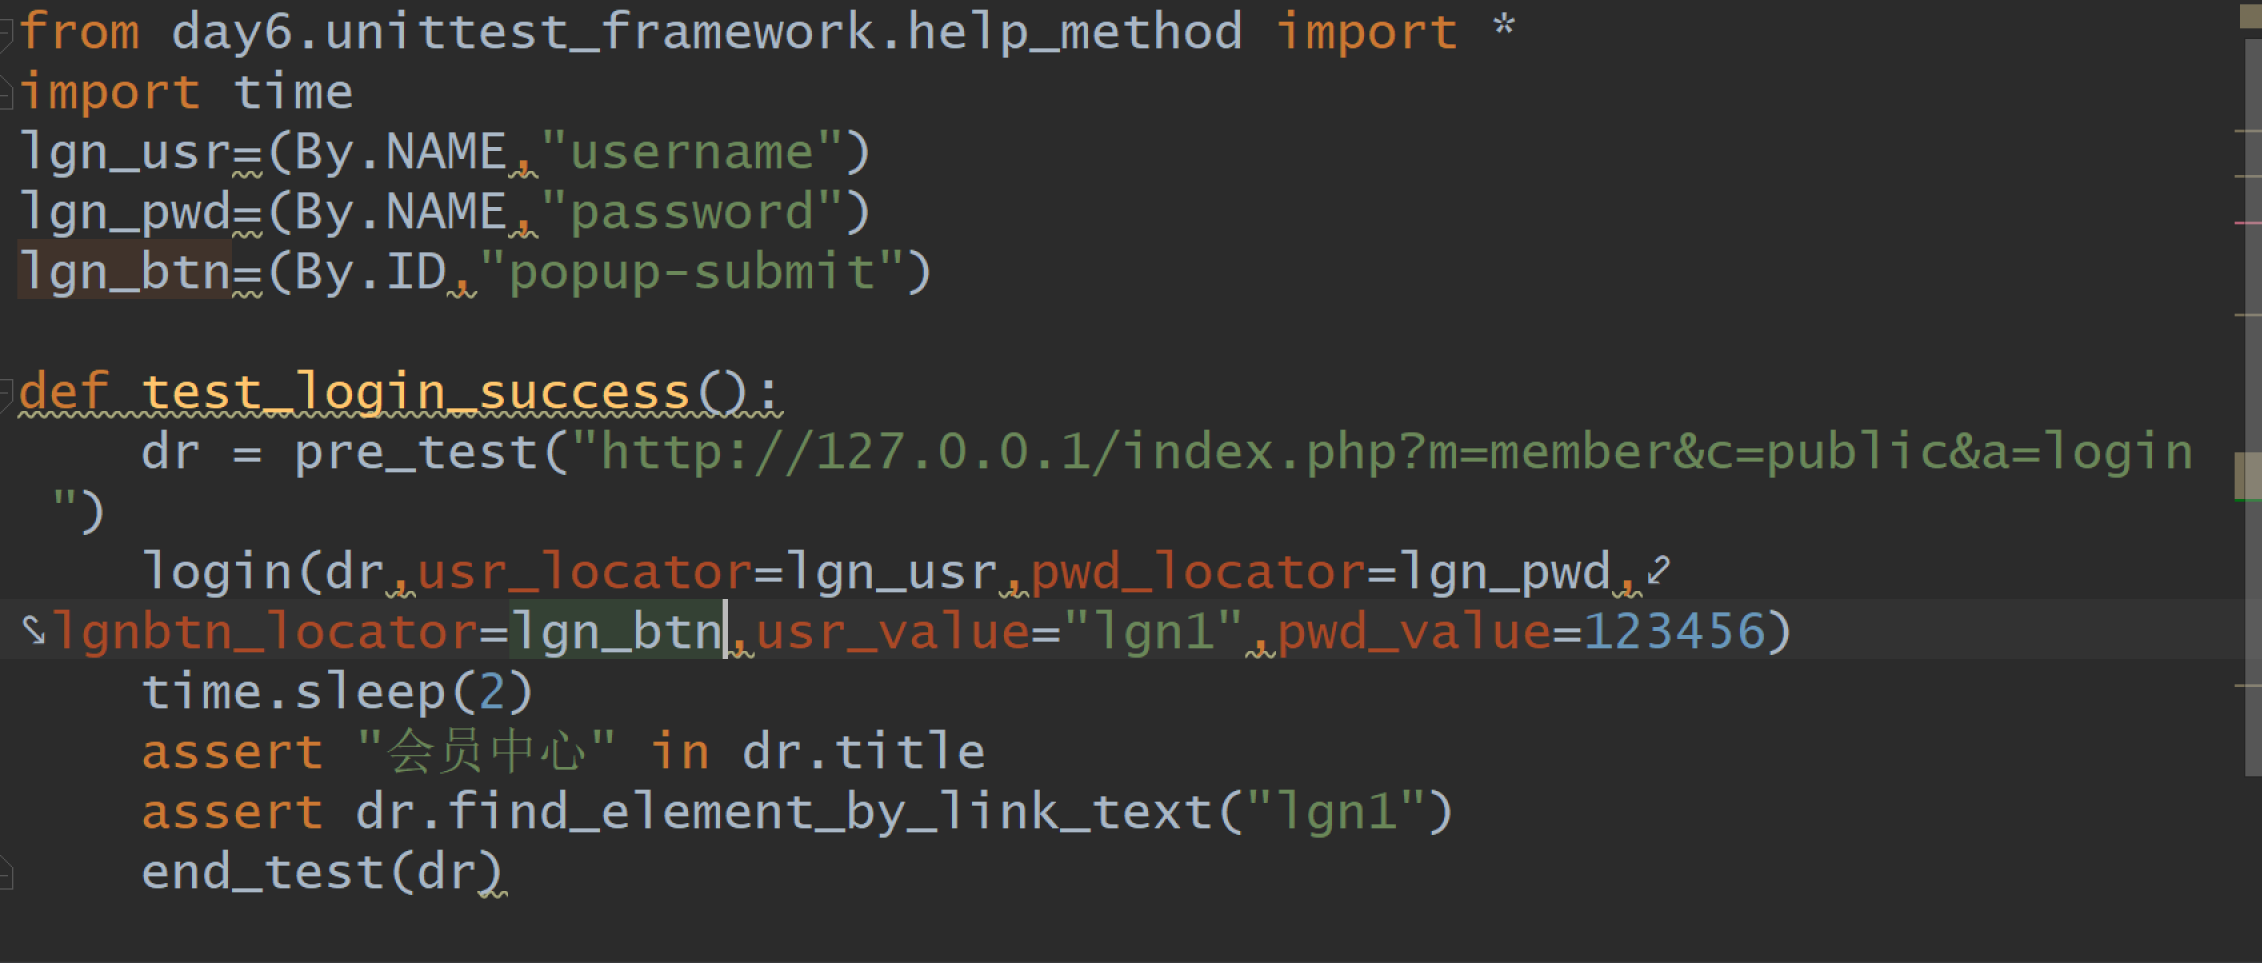 from day6.unittest_framework.help_method import *
import time
lgn_usr=(By.NAME,"username")
lgn_pwd=(By.NAME,"password")
lgn_btn=(By.ID,"popup-submit")
def test_login_success():
dr = pre_test("http://127.0.0.1/index.php?m=member&c=public&a=login
")
login(dr,usr_locator=lgn_usr,pwd_locator=lgn_pwd,
lgnbtn_locator=lgn_btn,usr_value="lgn1",pwd_value=123456)
time.sleep(2)
assert "会员中心" in dr.title
assert dr.find_element_by_link_text("lgn1")
end_test(dr)